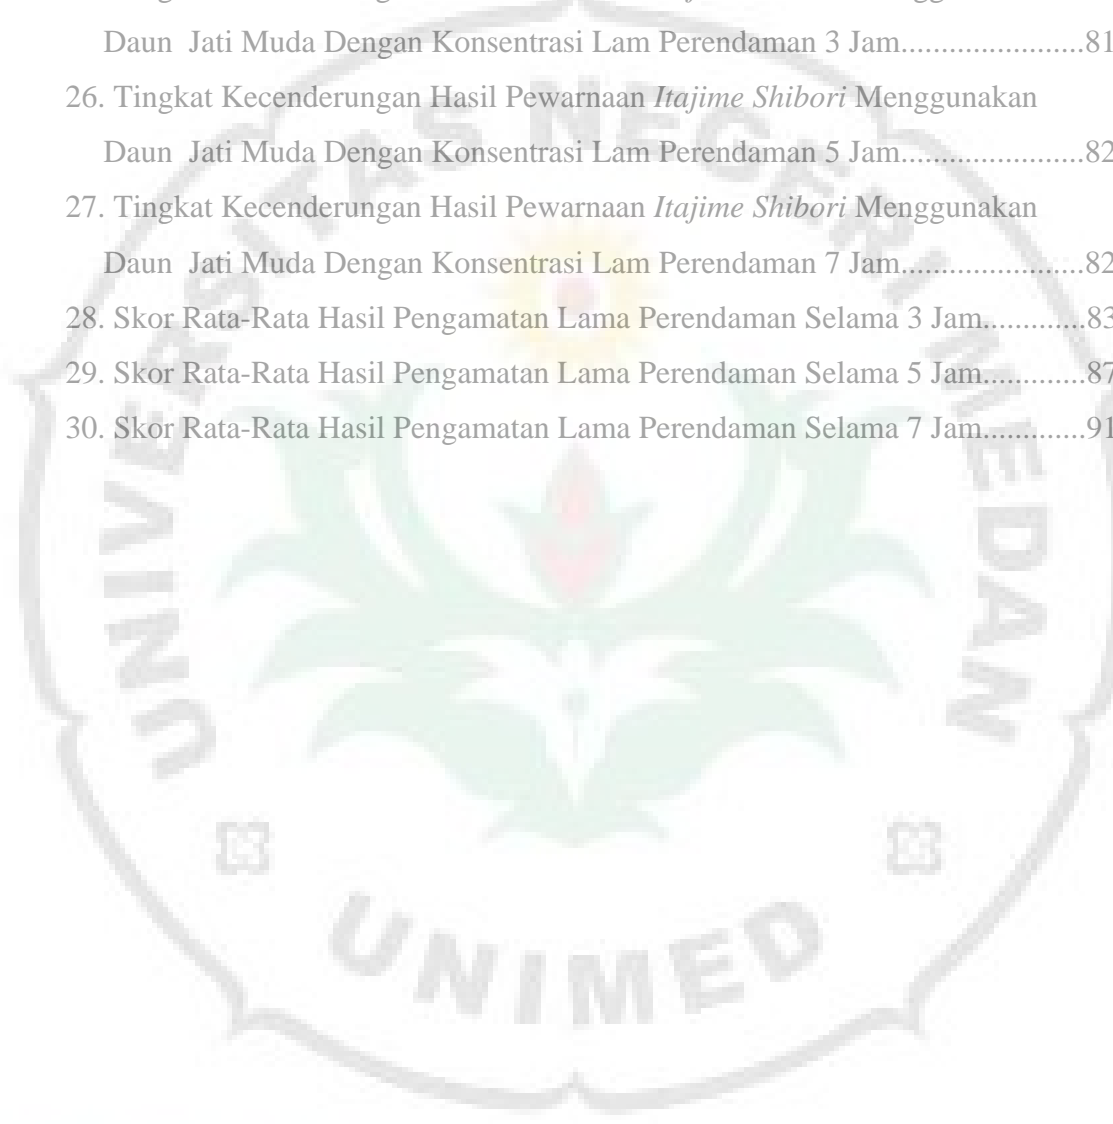 Daun Jati Muda Dengan Konsentrasi Lam Perendaman 3 Jam......................81
26. Tingkat Kecenderungan Hasil Pewarnaan Itajime Shibori Menggunakan
Daun Jati Muda Dengan Konsentrasi Lam Perendaman 5 Jam......................82
27. Tingkat Kecenderungan Hasil Pewarnaan Itajime Shibori Menggunakan
Daun Jati Muda Dengan Konsentrasi Lam Perendaman 7 Jam......................82
28. Skor Rata-Rata Hasil Pengamatan Lama Perendaman Selama 3 Jam.............83
29. Skor Rata-Rata Hasil Pengamatan Lama Perendaman Selama 5 Jam.............87
30. Skor Rata-Rata Hasil Pengamatan Lama Perendaman Selama 7 Jam.............91
UNIVERSITAS NEGERI MEDAN
UNIMED